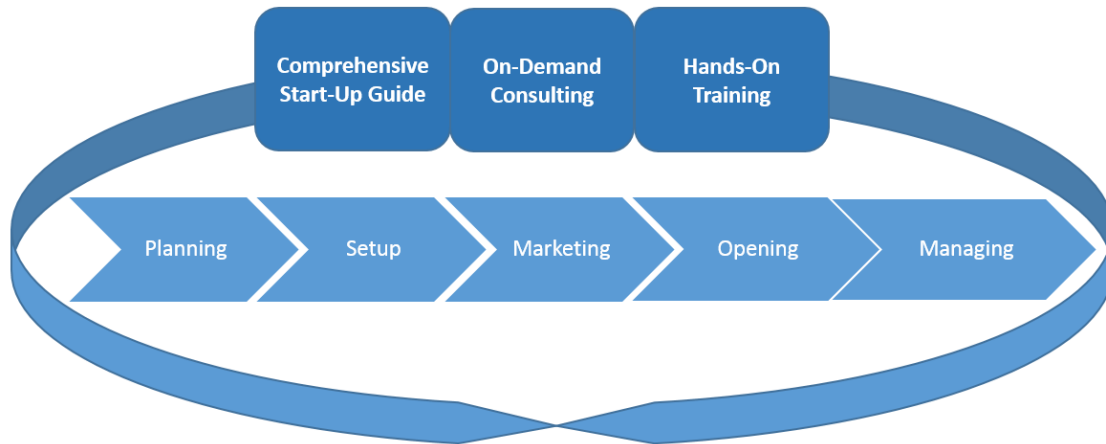 Comprehensive
Start-Up Guide
On-Demand
Consulting
Hands-On
Training
Planning
Setup
Marketing
Opening
Managing